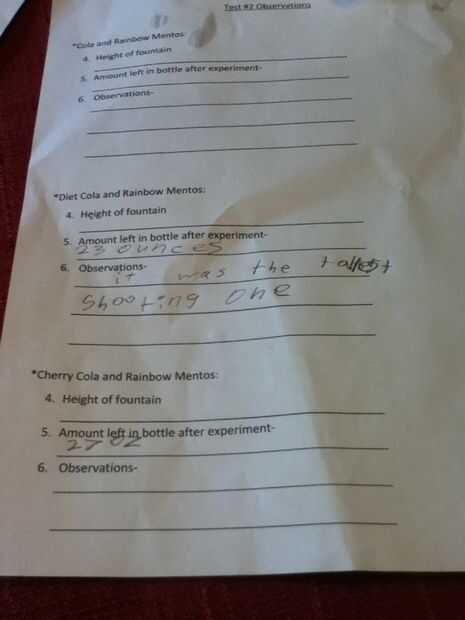 Test #2 Observations
*Cola and Rainbow Mentos:
4. Height of fountain
5. Amount left in bottle after experiment-
6. Observations-
*Diet Cola and Rainbow Mentos:
4. Height of fountain
5. Amount left in bottle after experiment-
23 ounces
6. Observations-
it was the tallest
shooting one
*Cherry Cola and Rainbow Mentos:
4. Height of fountain
5. Amount left in bottle after experiment-
27 oz
6. Observations-